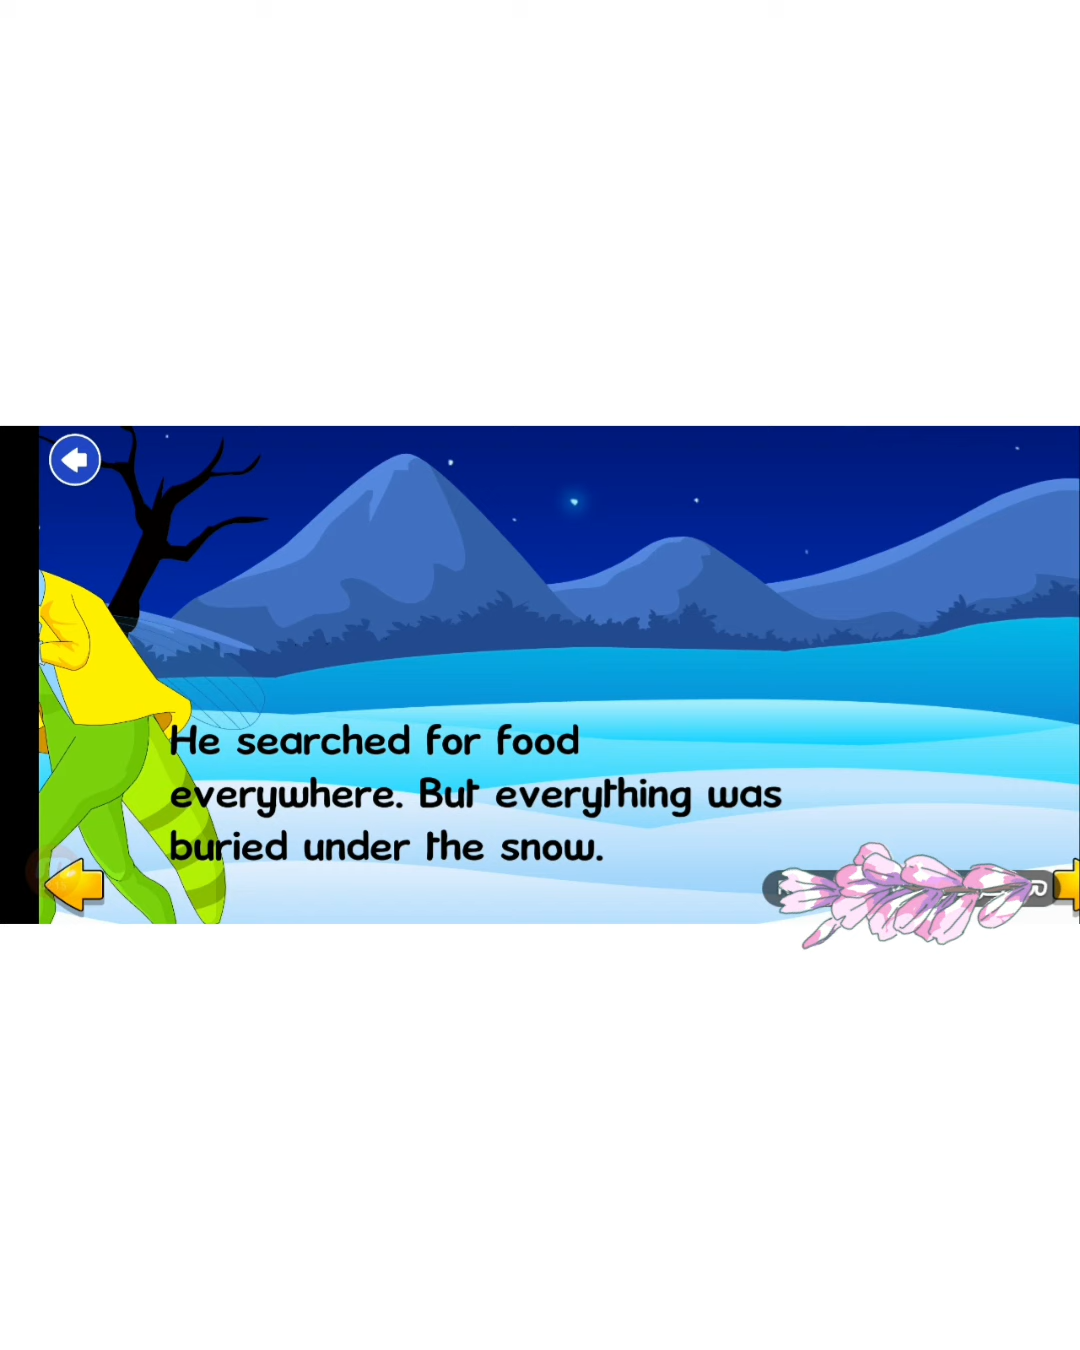 He searched for food
everywhere. But everything was
buried under the snow.